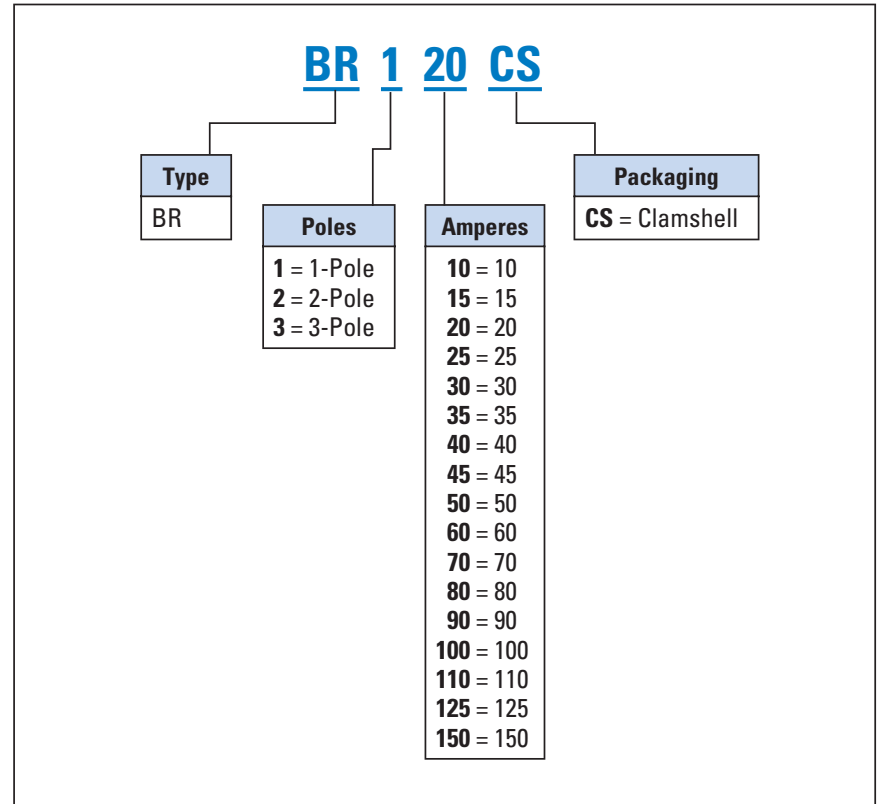 BR 1 20 CS
Type
BR
Poles
1 = 1-Pole
2 = 2-Pole
3 = 3-Pole
Amperes
10 = 10
15 = 15
20 = 20
25 = 25
30 = 30
35 = 35
40 = 40
45 = 45
50 = 50
60 = 60
70 = 70
80 = 80
90 = 90
100 = 100
110 = 110
125 = 125
150 = 150
Packaging
CS = Clamshell